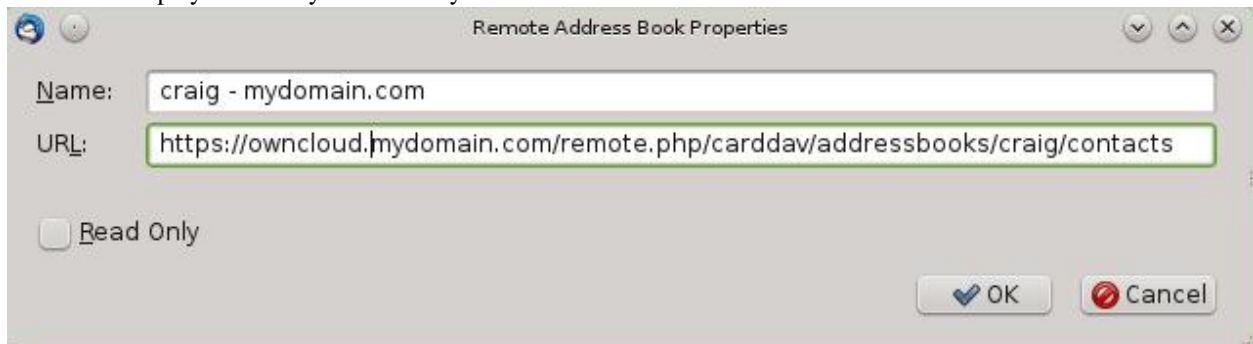 Remote Address Book Properties
Name: craig - mydomain.com
URL: https://owncloud.mydomain.com/remote.php/carddav/addressbooks/craig/contacts
Read Only
OK Cancel